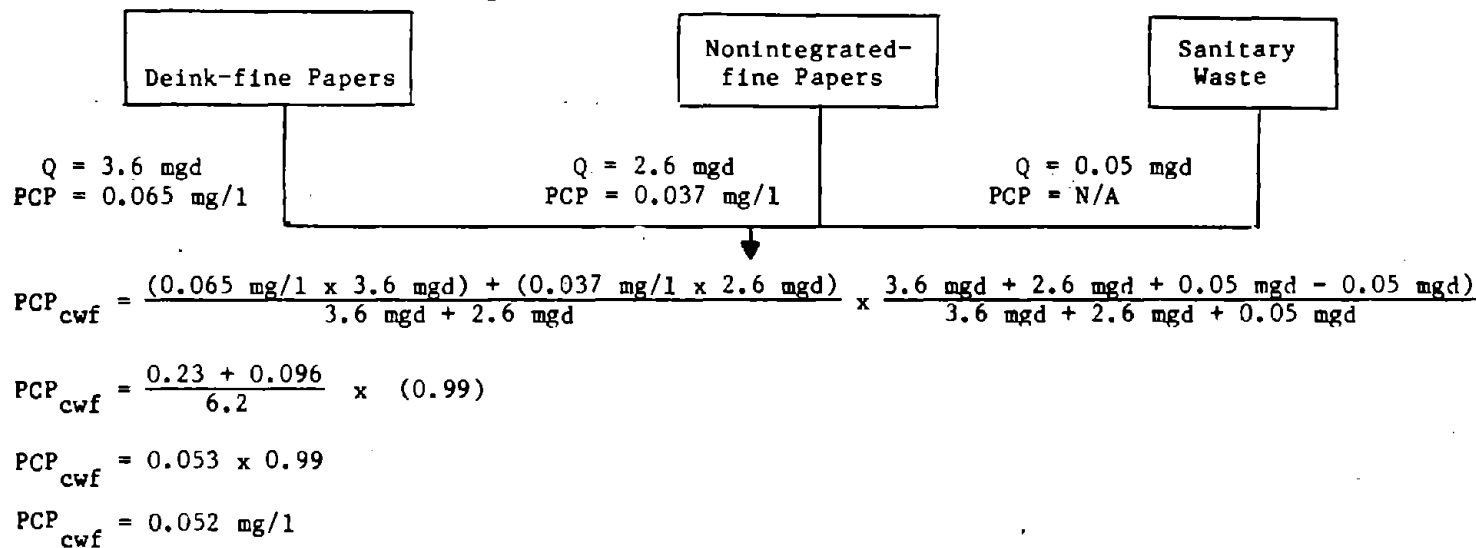 Deink-fine Papers
Nonintegrated-
fine Papers
Sanitary
Waste
Q = 3.6 mgd
PCP = 0.065 mg/l
Q = 2.6 mgd
PCP = 0.037 mg/l
Q = 0.05 mgd
PCP = N/A
PCP_cwf = (0.065 mg/l x 3.6 mgd) + (0.037 mg/l x 2.6 mgd) / 3.6 mgd + 2.6 mgd x 3.6 mgd + 2.6 mgd + 0.05 mgd - 0.05 mgd) / 3.6 mgd + 2.6 mgd + 0.05 mgd
PCP_cwf = 0.23 + 0.096 / 6.2 x (0.99)
PCP_cwf = 0.053 x 0.99
PCP_cwf = 0.052 mg/l